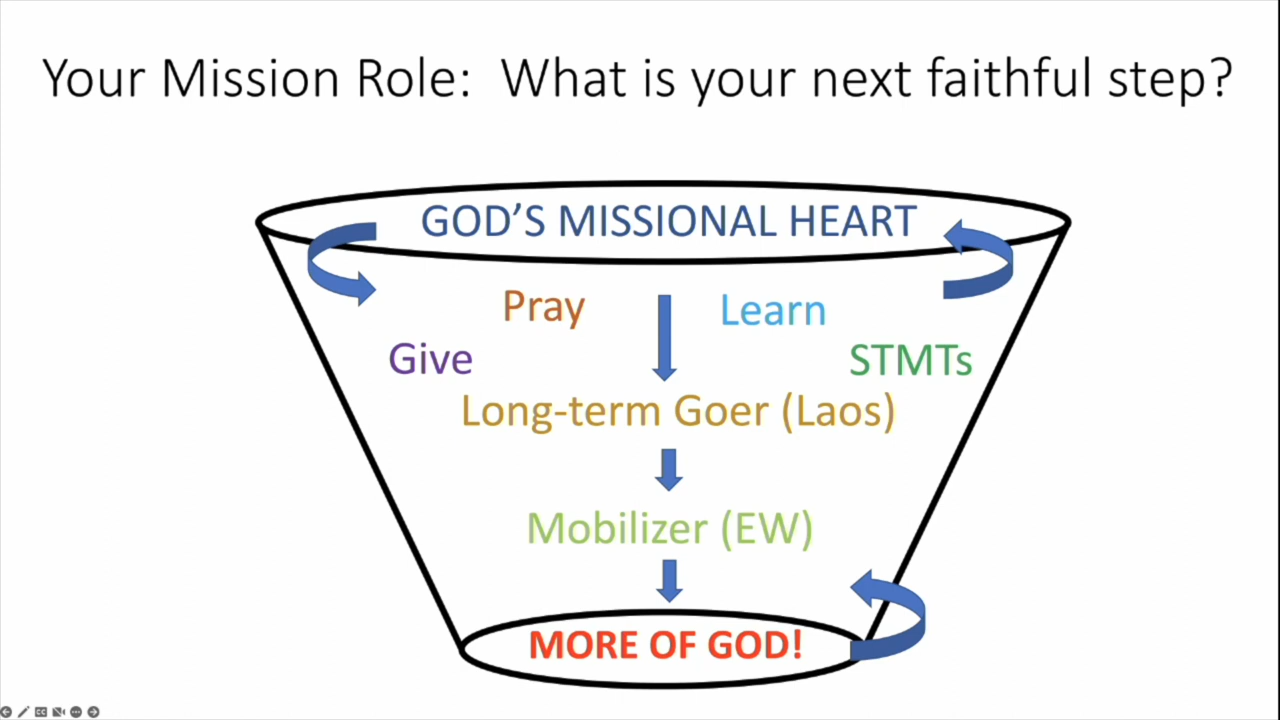 Your Mission Role:  What is your next faithful step?
GOD’S MISSIONAL HEART
Pray
Learn
Give
STMTs
Long-term Goer (Laos)
Mobilizer (EW)
MORE OF GOD!